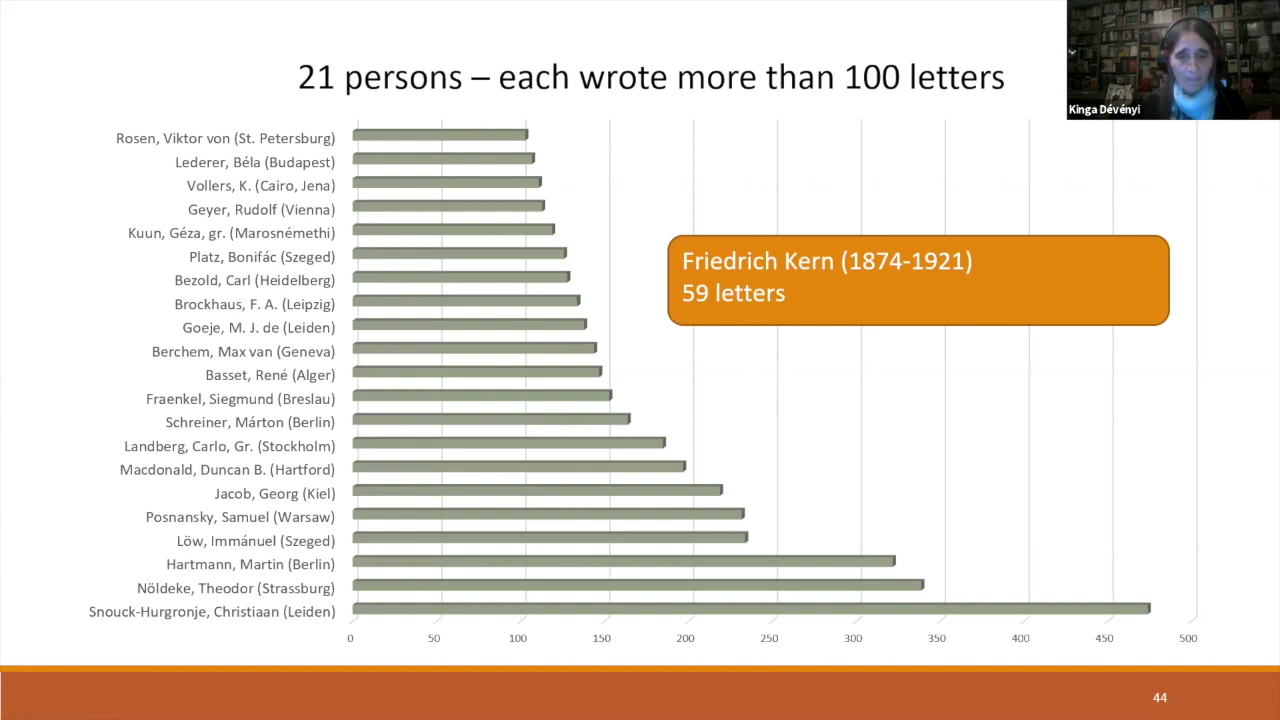 21 persons – each wrote more than 100 letters
Kinga Dévényi
Rosen, Viktor von (St. Petersburg)
Lederer, Béla (Budapest)
Vollers, K. (Cairo, Jena)
Geyer, Rudolf (Vienna)
Kuun, Géza, gr. (Marosnémethi)
Platz, Bonifác (Szeged)
Bezold, Carl (Heidelberg)
Brockhaus, F. A. (Leipzig)
Goeje, M. J. de (Leiden)
Berchem, Max van (Geneva)
Basset, René (Alger)
Fraenkel, Siegmund (Breslau)
Schreiner, Márton (Berlin)
Landberg, Carlo, Gr. (Stockholm)
Macdonald, Duncan B. (Hartford)
Jacob, Georg (Kiel)
Posnansky, Samuel (Warsaw)
Löw, Immánuel (Szeged)
Hartmann, Martin (Berlin)
Nöldeke, Theodor (Strassburg)
Snouck-Hurgronje, Christiaan (Leiden)
Friedrich Kern (1874-1921)
59 letters
0 50 100 150 200 250 300 350 400 450 500
44